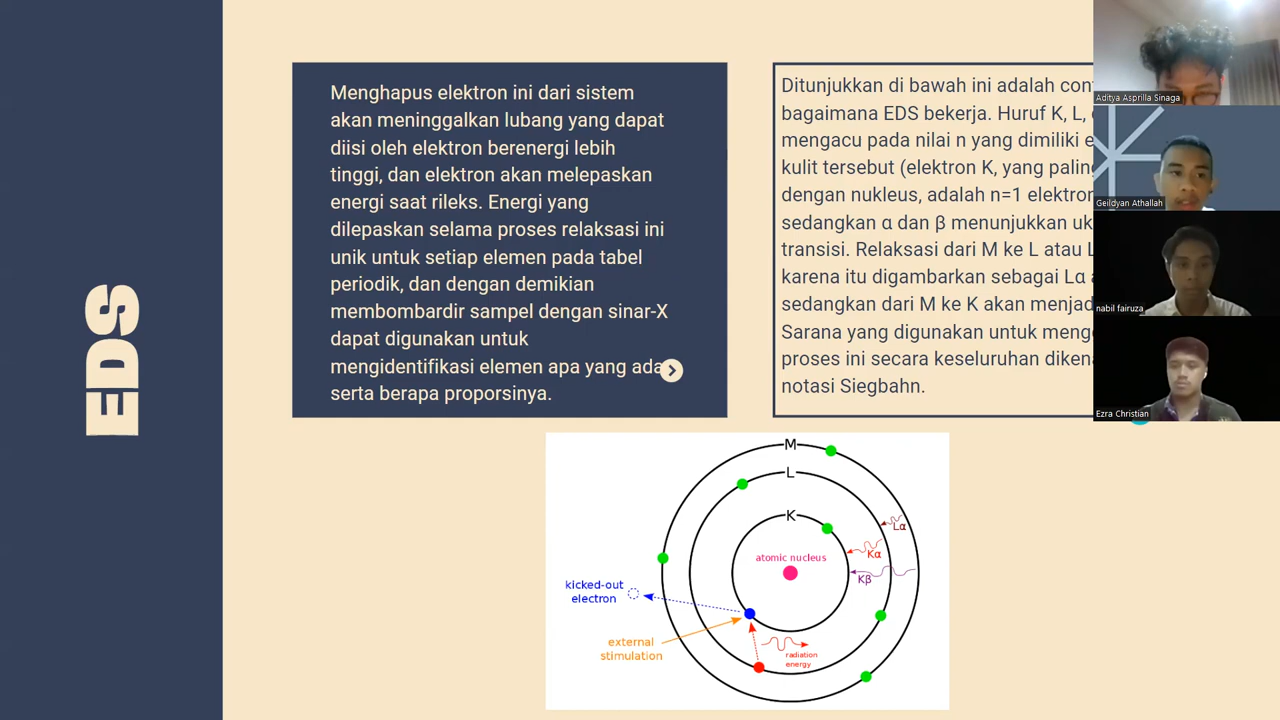 EDS
Menghapus elektron ini dari sistem
akan meninggalkan lubang yang dapat
diisi oleh elektron berenergi lebih
tinggi, dan elektron akan melepaskan
energi saat rileks. Energi yang
dilepaskan selama proses relaksasi ini
unik untuk setiap elemen pada tabel
periodik, dan dengan demikian
membombardir sampel dengan sinar-X
dapat digunakan untuk
mengidentifikasi elemen apa yang ada
serta berapa proporsinya.
Ditunjukkan di bawah ini adalah
bagaimana EDS bekerja. Huruf K, L,
mengacu pada nilai n yang dimiliki
kulit tersebut (elektron K, yang
dengan nukleus, adalah n=1 elektron
sedangkan α dan β menunjukkan
transisi. Relaksasi dari M ke L atau L
karena itu digambarkan sebagai Lα
sedangkan dari M ke K akan
Sarana yang digunakan untuk
proses ini secara keseluruhan
notasi Siegbahn.
Aditya Asprilla Sinaga
Geildyan Athallah
nabil fairuza
Ezra Christian
M
L
K
Lα
Kα
Kβ
atomic nucleus
kicked-out
electron
external
stimulation
radiation
energy